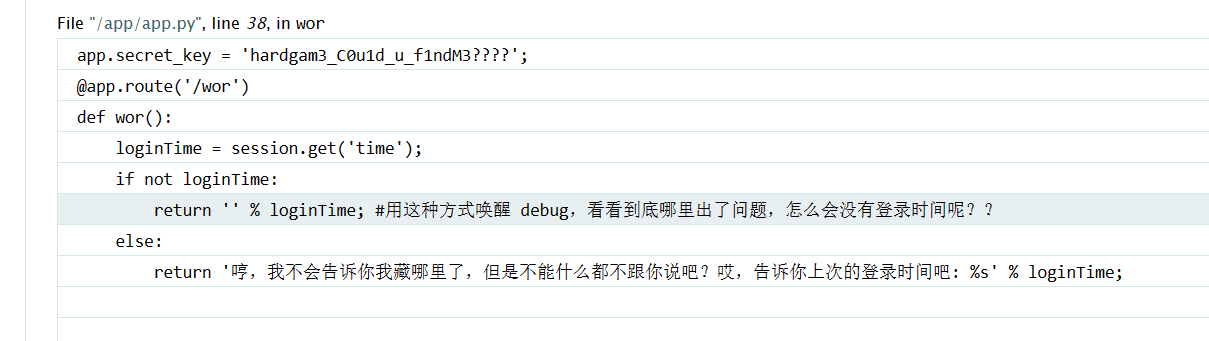 File "/app/app.py", line 38, in wor
app.secret_key = 'hardgam3_C0u1d_u_f1ndM3????';
@app.route('/wor')
def wor():
    loginTime = session.get('time');
    if not loginTime:
        return '' % loginTime; #用这种方式唤醒 debug，看看到底哪里出了问题，怎么会没有登录时间呢？？
    else:
        return '哼，我不会告诉你我藏哪里了，但是不能什么都不跟你说吧？哎，告诉你上次的登录时间吧：%s' % loginTime;